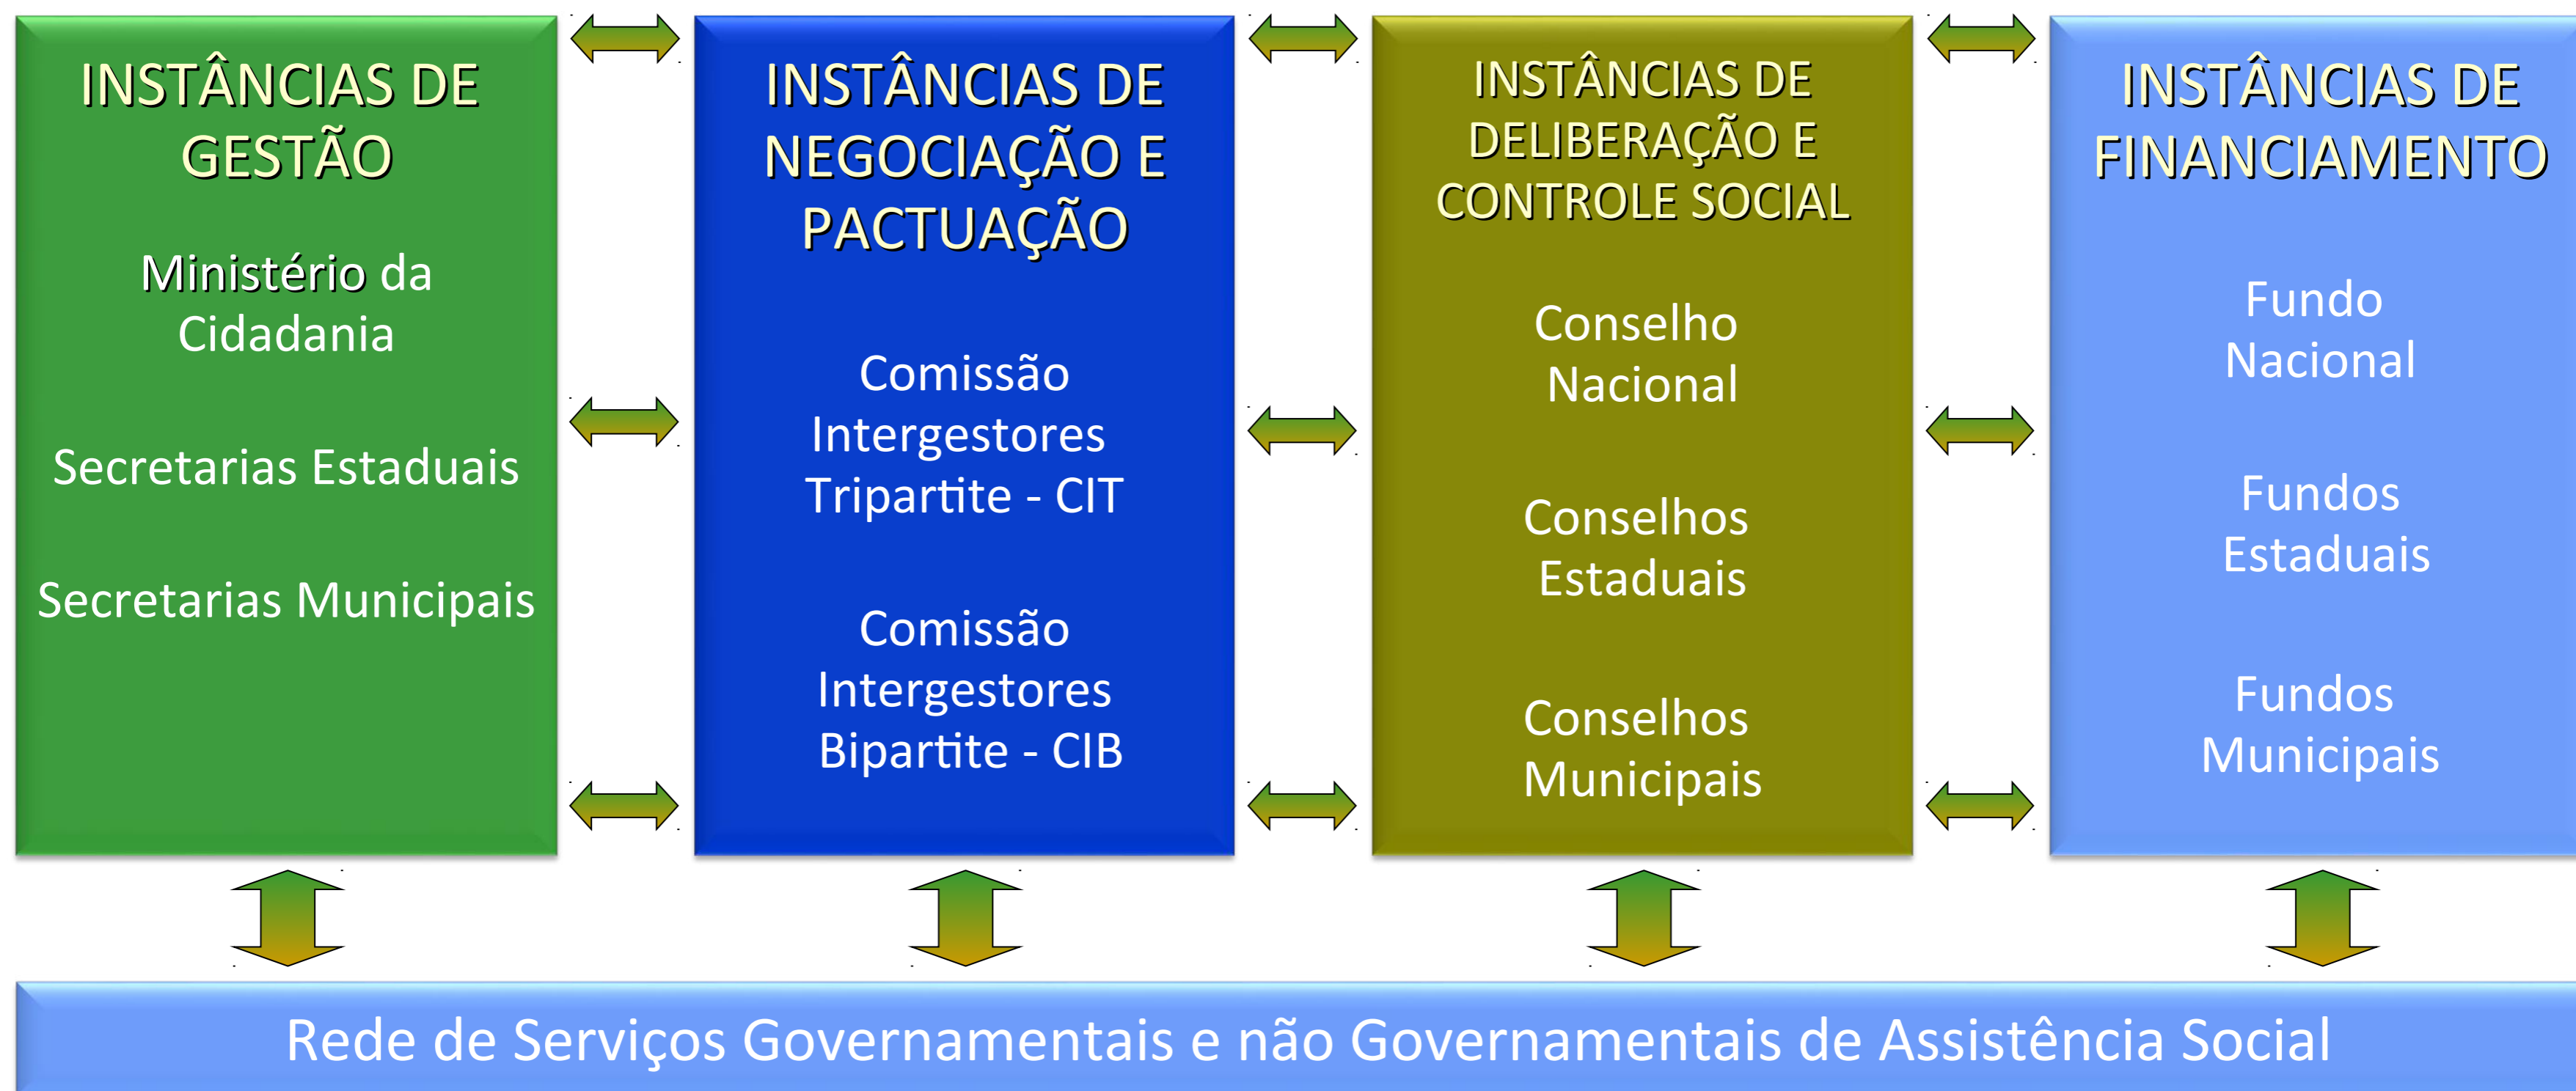 INSTÂNCIAS DE
GESTÃO
Ministério da
Cidadania
Secretarias Estaduais
Secretarias Municipais
INSTÂNCIAS DE
NEGOCIAÇÃO E
PACTUAÇÃO
Comissão
Intergestores
Tripartite - CIT
Comissão
Intergestores
Bipartite - CIB
INSTÂNCIAS DE
DELIBERAÇÃO E
CONTROLE SOCIAL
Conselho
Nacional
Conselhos
Estaduais
Conselhos
Municipais
INSTÂNCIAS DE
FINANCIAMENTO
Fundo
Nacional
Fundos
Estaduais
Fundos
Municipais
Rede de Serviços Governamentais e não Governamentais de Assistência Social